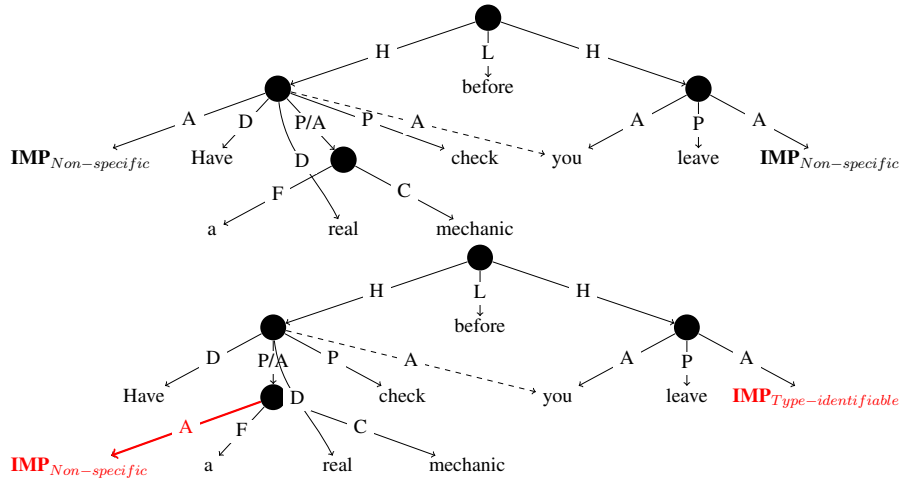 H L H
before
A D P/A P A A P A
IMP Non-specific Have D check you leave IMP Non-specific
F C
a real mechanic
H L H
before
D P/A P A A P A
Have D check you leave IMP Type-identifiable
A F C
IMP Non-specific a real mechanic